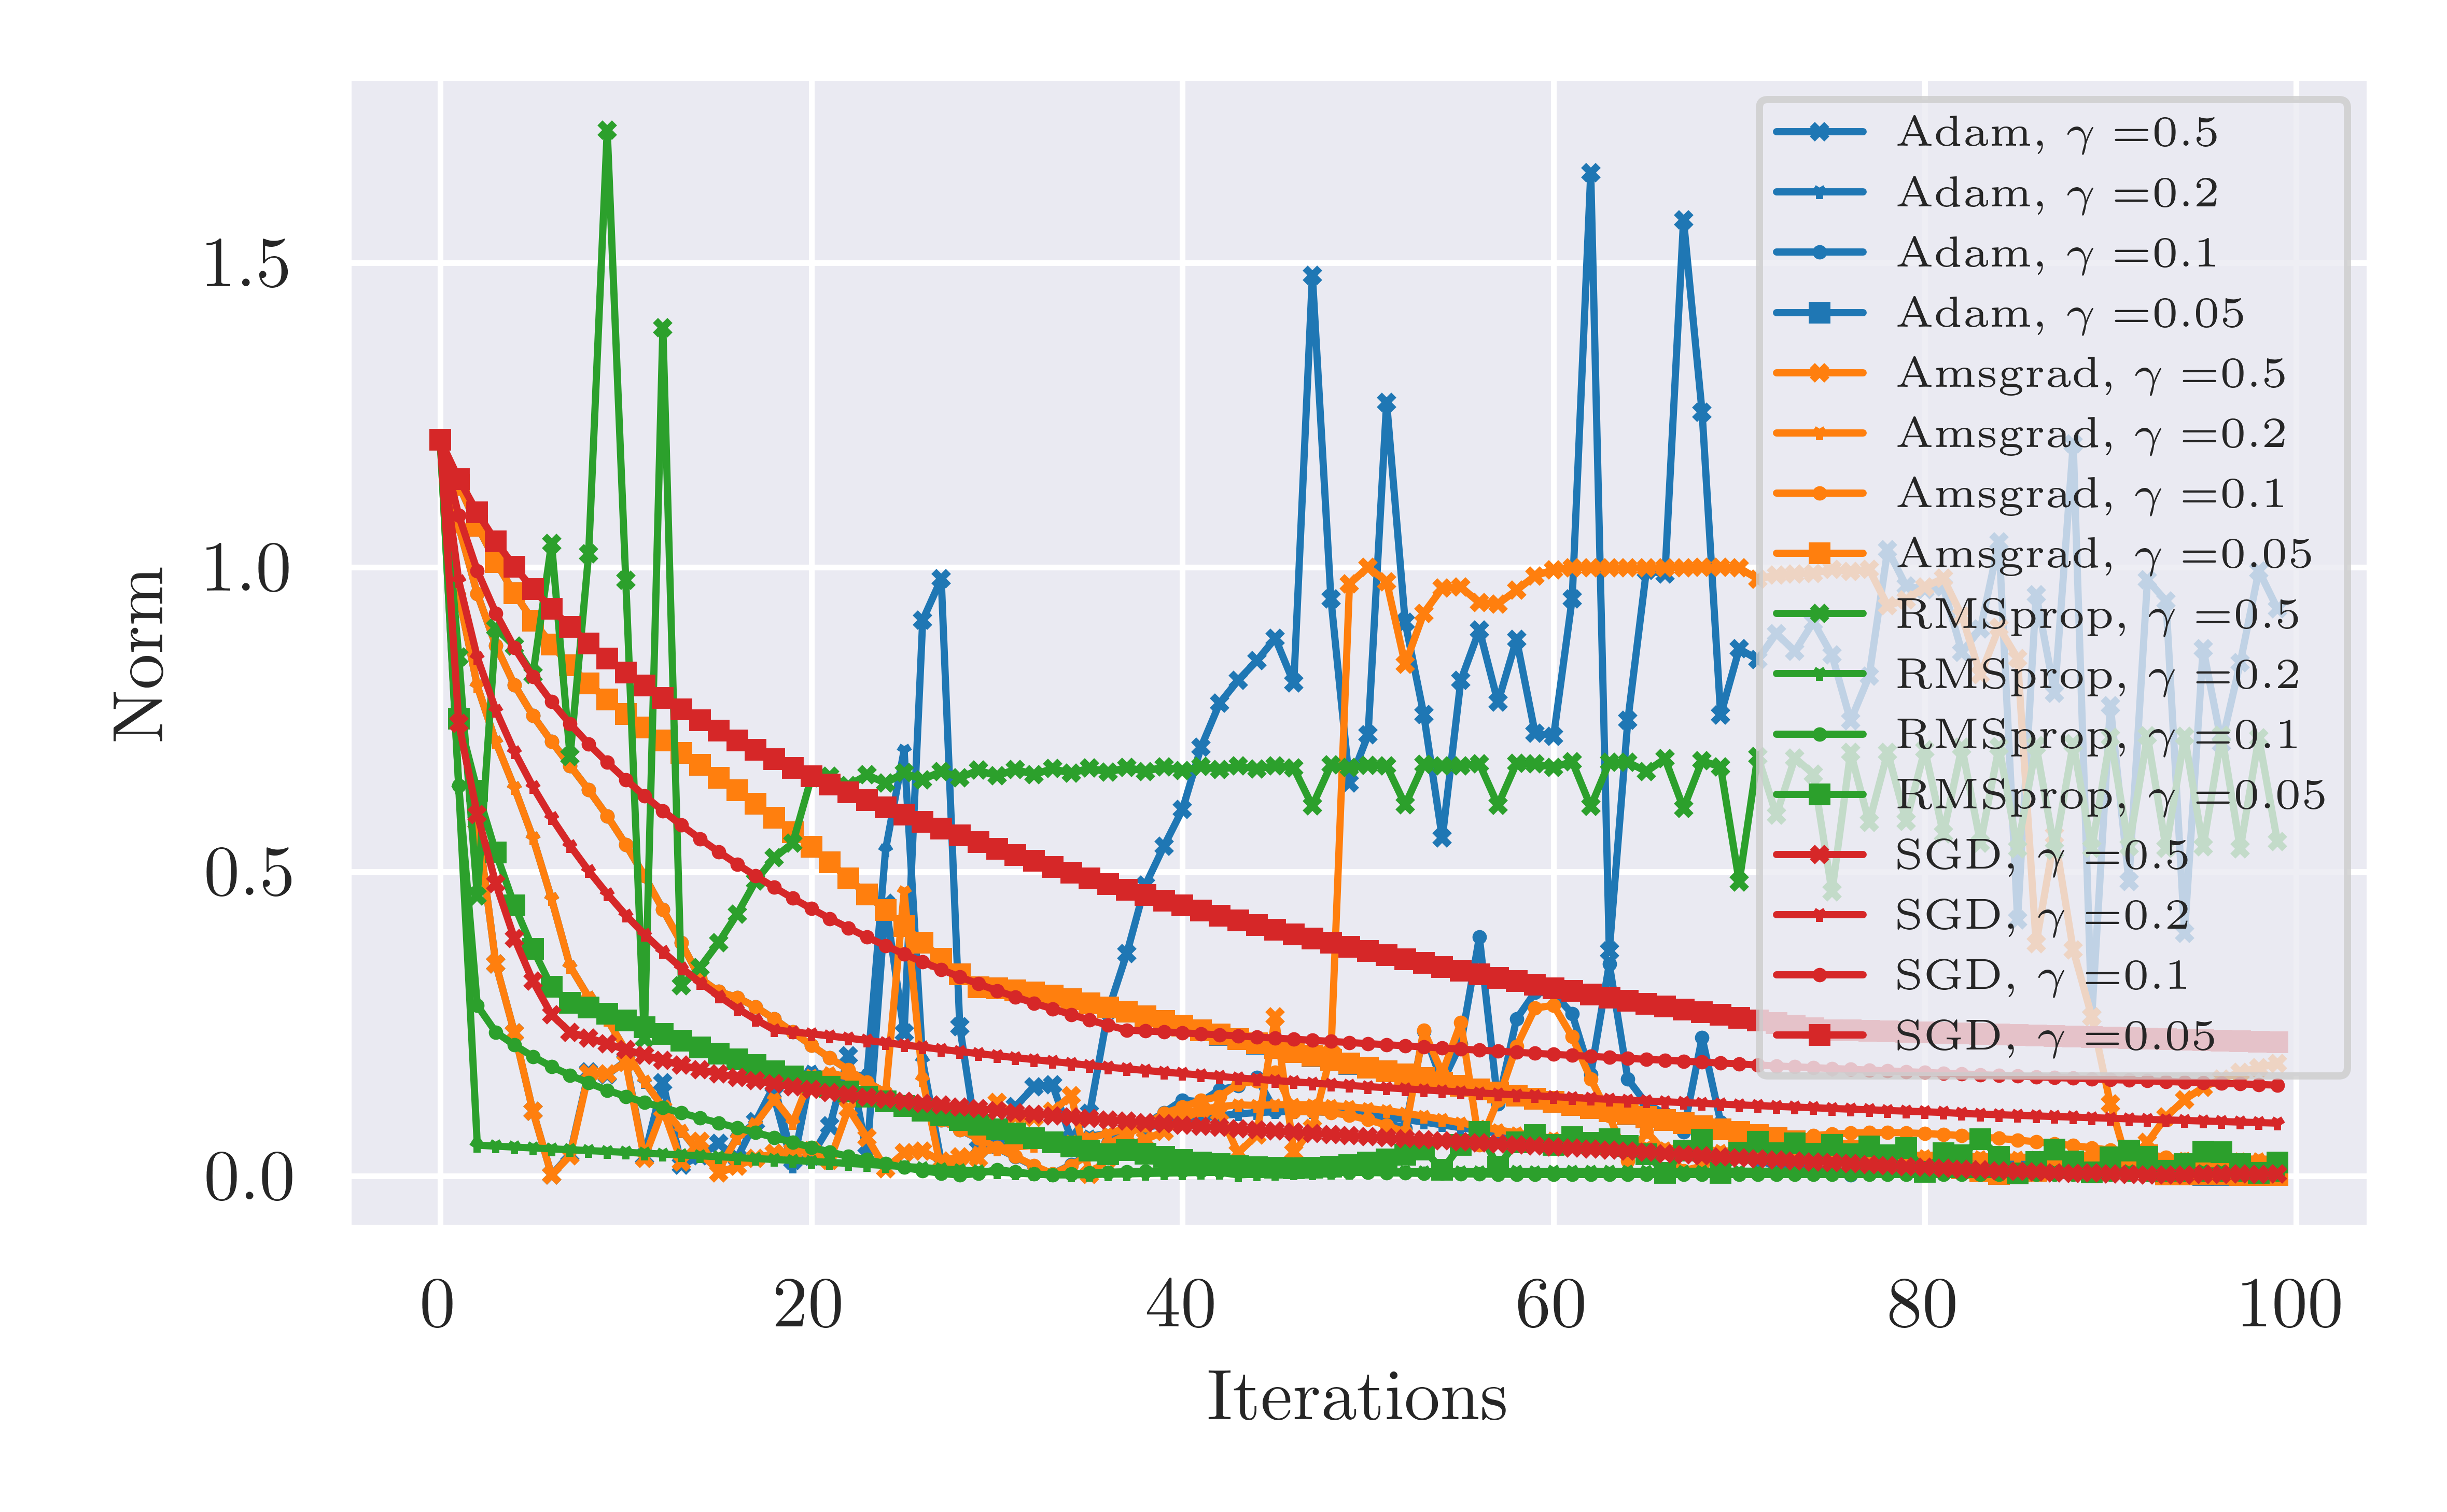 Norm
1.5
1.0
0.5
0.0
Adam, γ =0.5
Adam, γ =0.2
Adam, γ =0.1
Adam, γ =0.05
Amsgrad, γ =0.5
Amsgrad, γ =0.2
Amsgrad, γ =0.1
Amsgrad, γ =0.05
RMSprop, γ =0.5
RMSprop, γ =0.2
RMSprop, γ =0.1
RMSprop, γ =0.05
SGD, γ =0.5
SGD, γ =0.2
SGD, γ =0.1
SGD, γ =0.05
0 20 40 60 80 100
Iterations